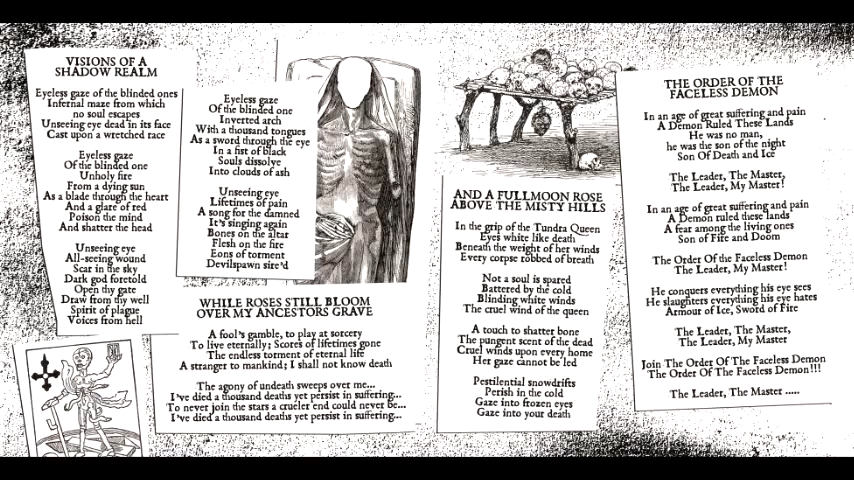 VISIONS OF A
SHADOW REALM
Eyeless gaze of the blinded ones
Infernal maze from which
no soul escapes
Unseeing eye dead in its face
Cast upon a wretched race
Eyeless gaze
Of the blinded one
Unholy fire
From a dying sun
As a blade through the heart
And a glare of red
Poison the mind
And shatter the head
Unseeing eye
All-seeing wound
Scar in the sky
Dark god foretold
Open thy gate
Draw from thy well
Spirit of plague
Voices from hell
Eyeless gaze
Of the blinded one
Inverted arch
With a thousand tongues
As a sword through the eye
In a fist of black
Souls dissolve
Into clouds of ash
Unseeing eye
Lifetimes of pain
A song for the damned
It's singing again
Bones on the altar
Flesh on the fire
Eons of torment
Devilspawn sire'd
WHILE ROSES STILL BLOOM
OVER MY ANCESTORS GRAVE
A fool's gamble, to play at sorcery
To live eternally; Scores of lifetimes gone
The endless torment of eternal life
A stranger to mankind; I shall not know death
The agony of undeath sweeps over me...
I've died a thousand deaths yet persist in suffering...
To never join the stars a crueler end could never be...
I've died a thousand deaths yet persist in suffering...
AND A FULLMOON ROSE
ABOVE THE MISTY HILLS
In the grip of the Tundra Queen
Eyes white like death
Beneath the weight of her winds
Every corpse robbed of breath
Not a soul is spared
Battered by the cold
Blinding white winds
The cruel wind of the queen
A touch to shatter bone
The pungent scent of the dead
Cruel winds upon every home
Her gaze cannot be led
Pestilential snowdrifts
Perish in the cold
Gaze into frozen eyes
Gaze into your death
THE ORDER OF THE
FACELESS DEMON
In an age of great suffering and pain
A Demon Ruled These Lands
He was no man,
he was the son of the night
Son Of Death and Ice
The Leader, The Master,
The Leader, My Master!
In an age of great suffering and pain
A Demon ruled these lands
A fear among the living ones
Son of Fire and Doom
The Order Of the Faceless Demon
The Leader, My Master!
He conquers everything his eye sees
He slaughters everything his eye hates
Armour of Ice, Sword of Fire
The Leader, The Master,
The Leader, My Master
Join The Order Of The Faceless Demon
The Order Of The Faceless Demon!!!
The Leader, The Master .....